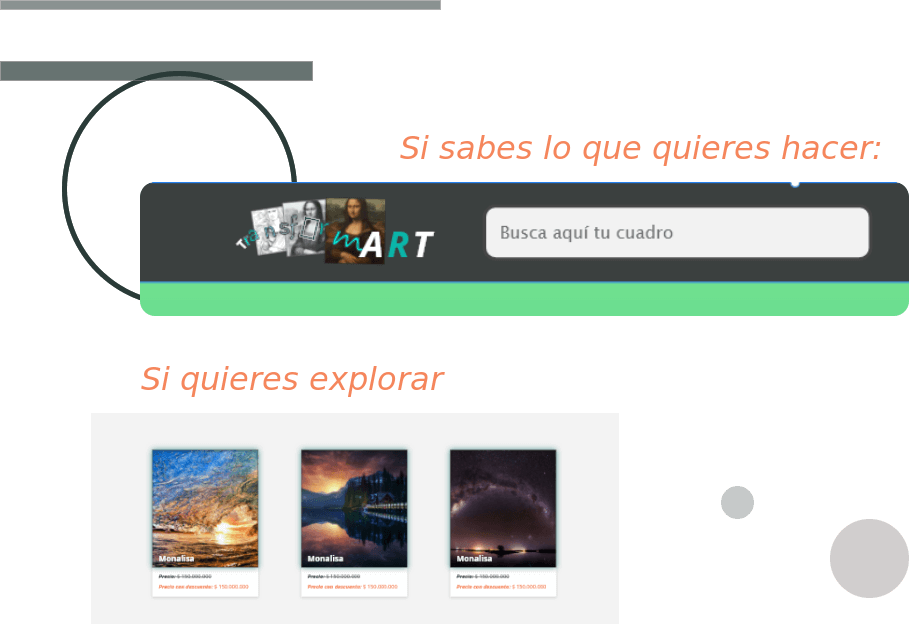 Si sabes lo que quieres hacer:
TransformART
Busca aquí tu cuadro
Si quieres explorar
Monalisa
Monalisa
Monalisa
Precio: $ 150.000.000
Precio: $ 150.000.000
Precio: $ 150.000.000
Precio con descuento: $ 150.000.000
Precio con descuento: $ 150.000.000
Precio con descuento: $ 150.000.000